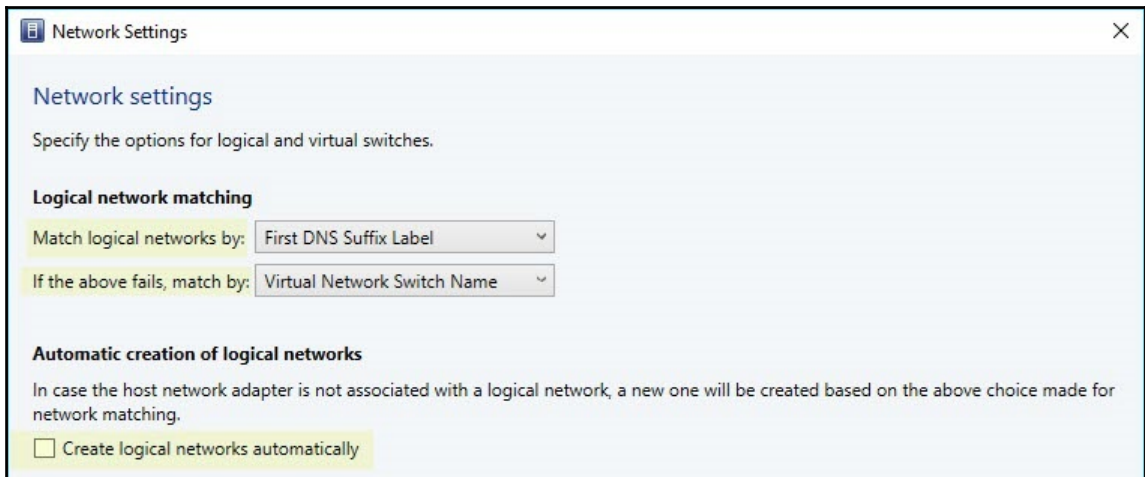 Network Settings
Network settings
Specify the options for logical and virtual switches.
Logical network matching
Match logical networks by: First DNS Suffix Label
If the above fails, match by: Virtual Network Switch Name
Automatic creation of logical networks
In case the host network adapter is not associated with a logical network, a new one will be created based on the above choice made for
network matching.
Create logical networks automatically